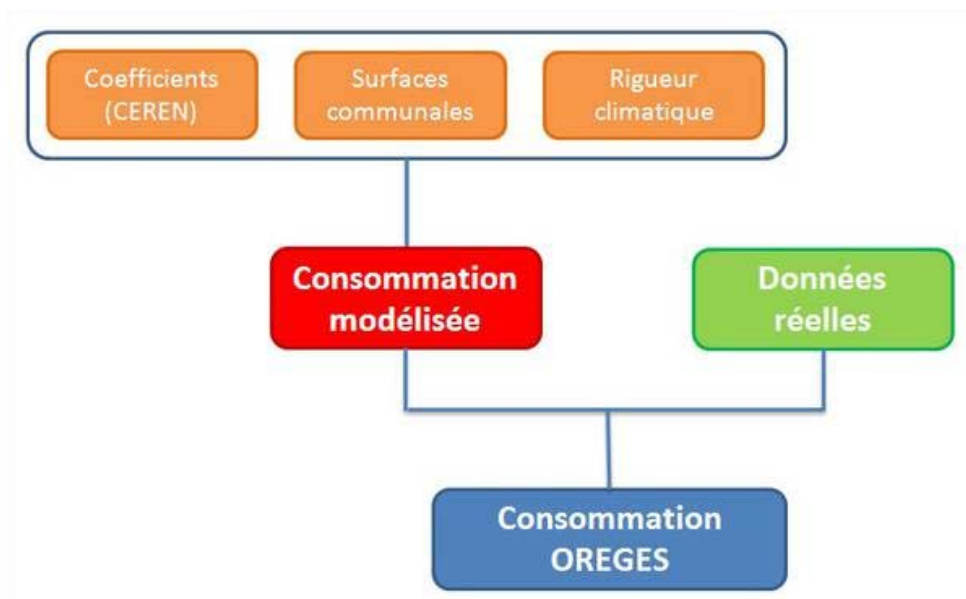 Coefficients
(CEREN)
Surfaces
communales
Rigueur
climatique
Consommation
modélisée
Données
réelles
Consommation
OREGES